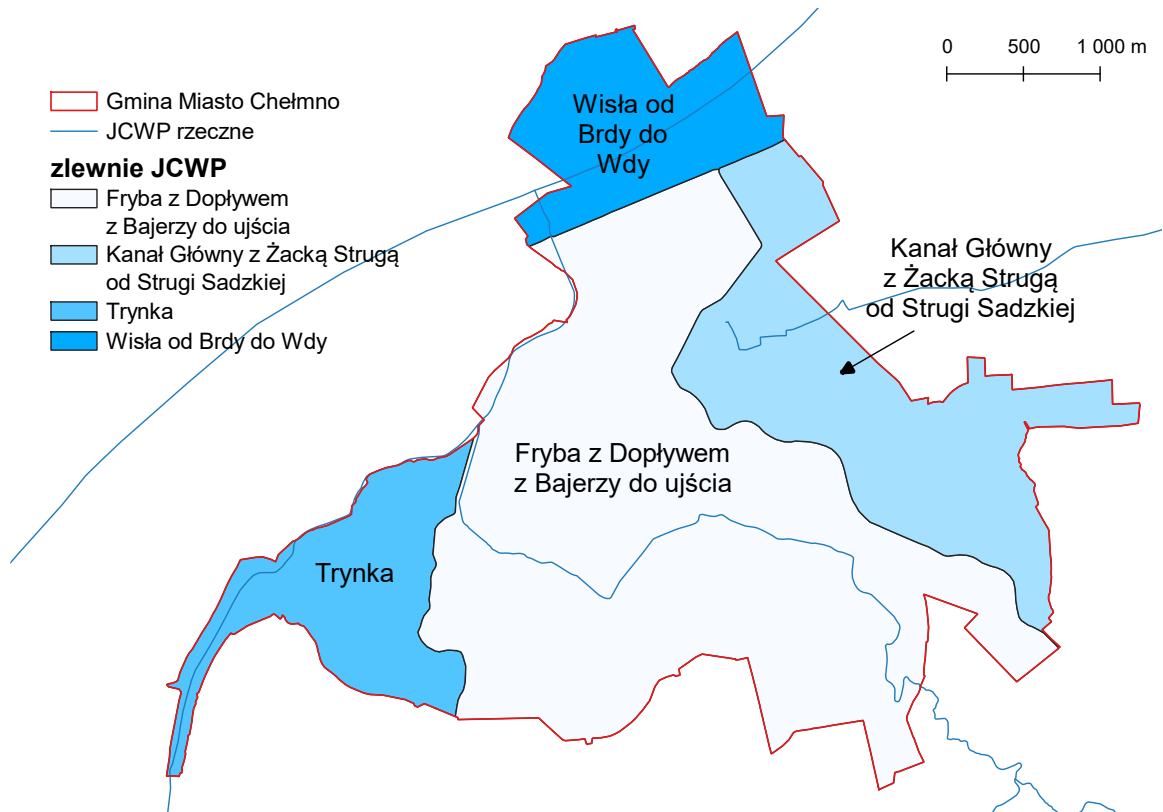 0 500 1 000 m
Gmina Miasto Chełmno
JCWP rzeczne
zlewnie JCWP
Fryba z Dopływem
z Bajerzy do ujścia
Kanał Główny z Żacką Strugą
od Strugi Sadzkiej
Trynka
Wisła od Brdy do Wdy
Wisła od
Brdy do
Wdy
Kanał Główny
z Żacką Strugą
od Strugi Sadzkiej
Fryba z Dopływem
z Bajerzy do ujścia
Trynka